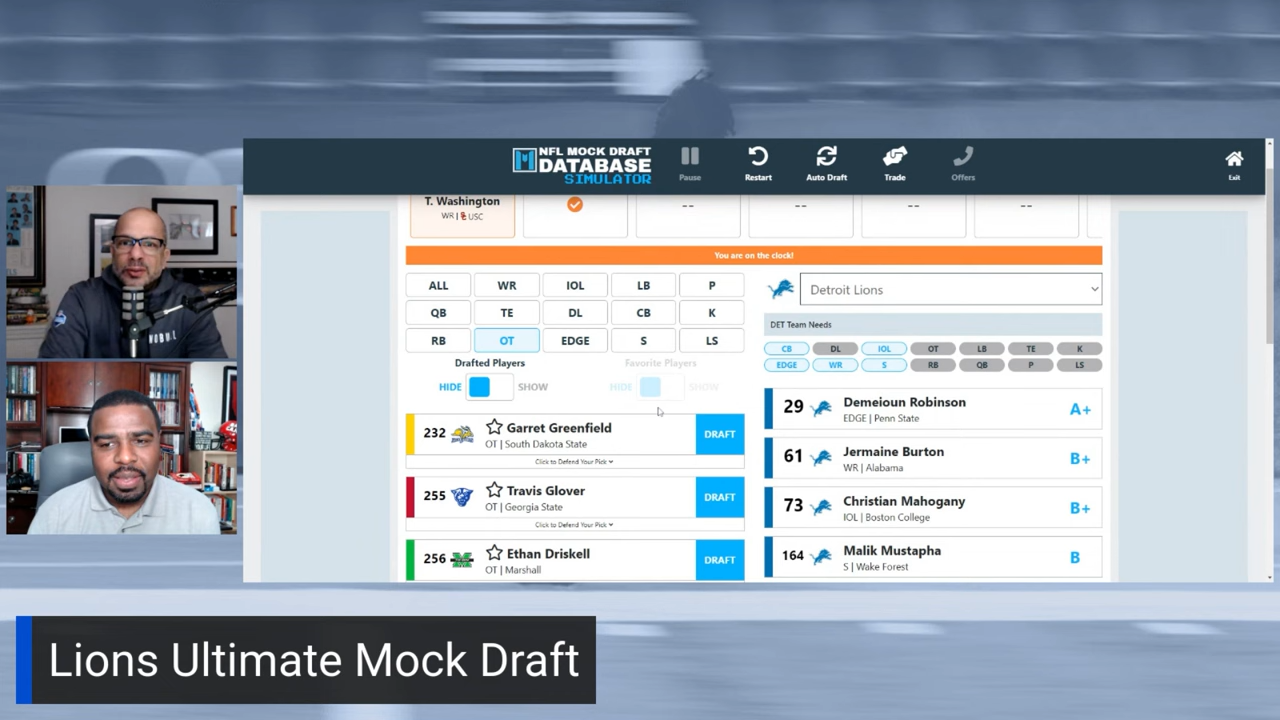 NFL MOCK DRAFT
DATABASE
SIMULATOR
Pause
Restart
Auto Draft
Trade
Offers
Exit
T. Washington
WR | USC
--
--
--
--
You are on the clock!
ALL
WR
IOL
LB
P
QB
TE
DL
CB
K
RB
OT
EDGE
S
LS
Drafted Players
HIDE
SHOW
Favorite Players
HIDE
SHOW
232
Garret Greenfield
OT | South Dakota State
DRAFT
Click to Defend Your Pick
255
Travis Glover
OT | Georgia State
DRAFT
Click to Defend Your Pick
256
Ethan Driskell
OT | Marshall
DRAFT
Detroit Lions
DET Team Needs
CB DL IOL OT LB TE K
EDGE WR S RB QB P LS
29
Demeioun Robinson
EDGE | Penn State
A+
61
Jermaine Burton
WR | Alabama
B+
73
Christian Mahogany
IOL | Boston College
B+
164
Malik Mustapha
S | Wake Forest
B
Lions Ultimate Mock Draft